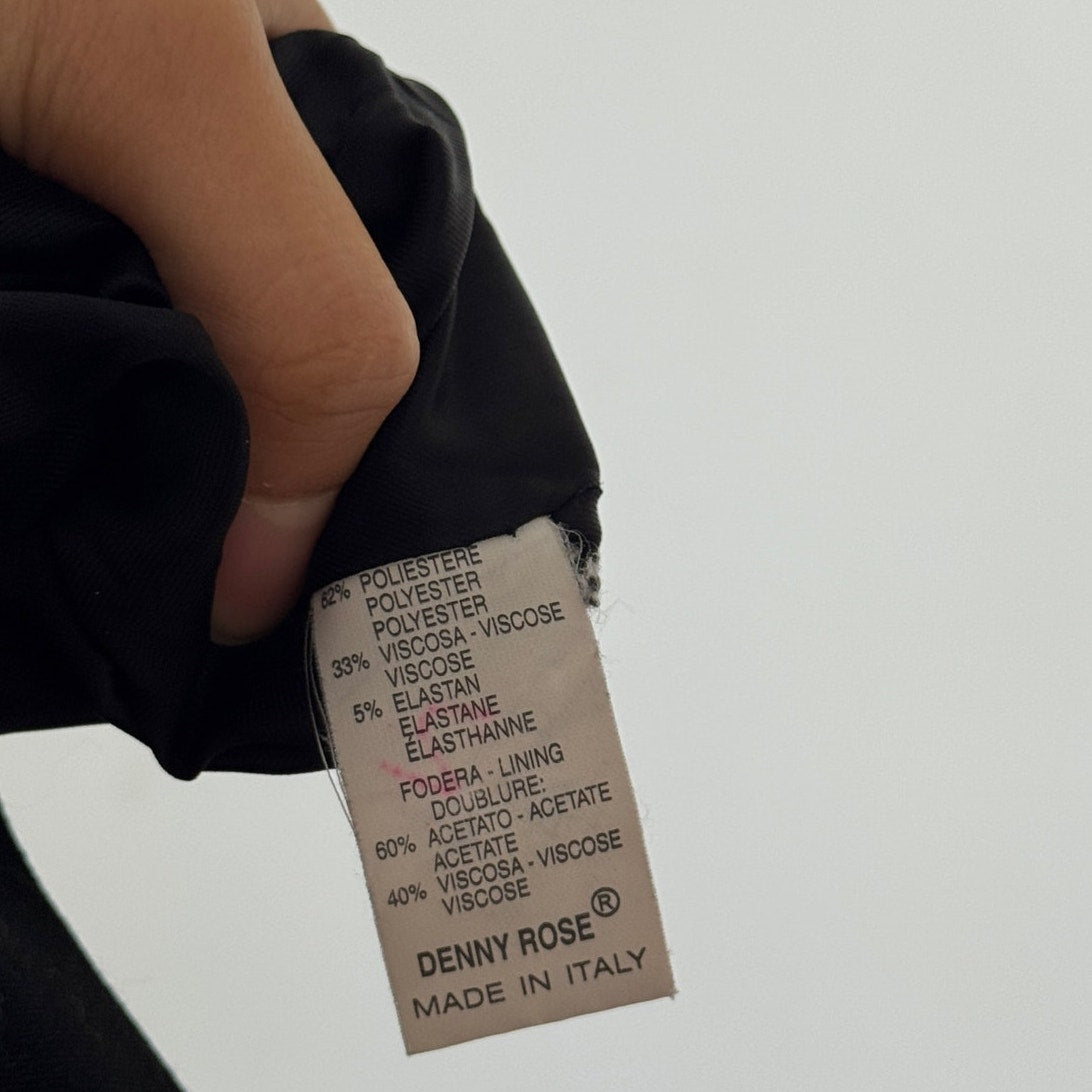 62% POLIESTERE
POLYESTER
POLYESTER
33% VISCOSA - VISCOSE
VISCOSE
5% ELASTAN
ELASTANE
ÉLASTHANNE
FODERA - LINING
DOUBLURE:
60% ACETATO - ACETATE
ACETATE
40% VISCOSA - VISCOSE
VISCOSE
DENNY ROSE®
MADE IN ITALY